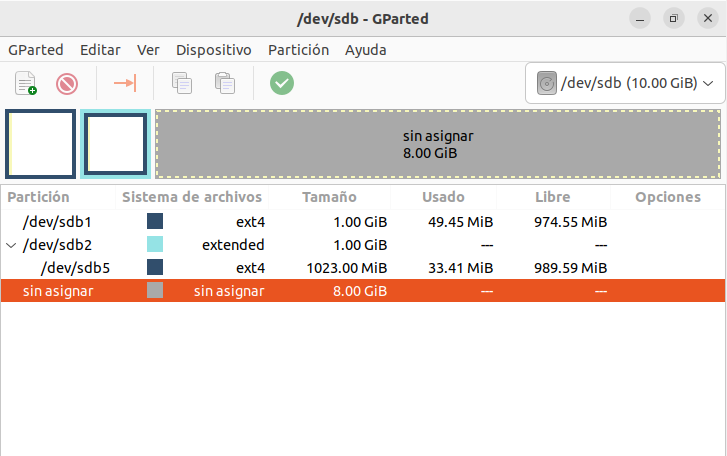 /dev/sdb - GParted
GParted Editar Ver Dispositivo Partición Ayuda
/dev/sdb (10.00 GiB)
sin asignar
8.00 GiB
Partición Sistema de archivos Tamaño Usado Libre Opciones
/dev/sdb1 ext4 1.00 GiB 49.45 MiB 974.55 MiB
/dev/sdb2 extended 1.00 GiB --- ---
/dev/sdb5 ext4 1023.00 MiB 33.41 MiB 989.59 MiB
sin asignar sin asignar 8.00 GiB --- ---